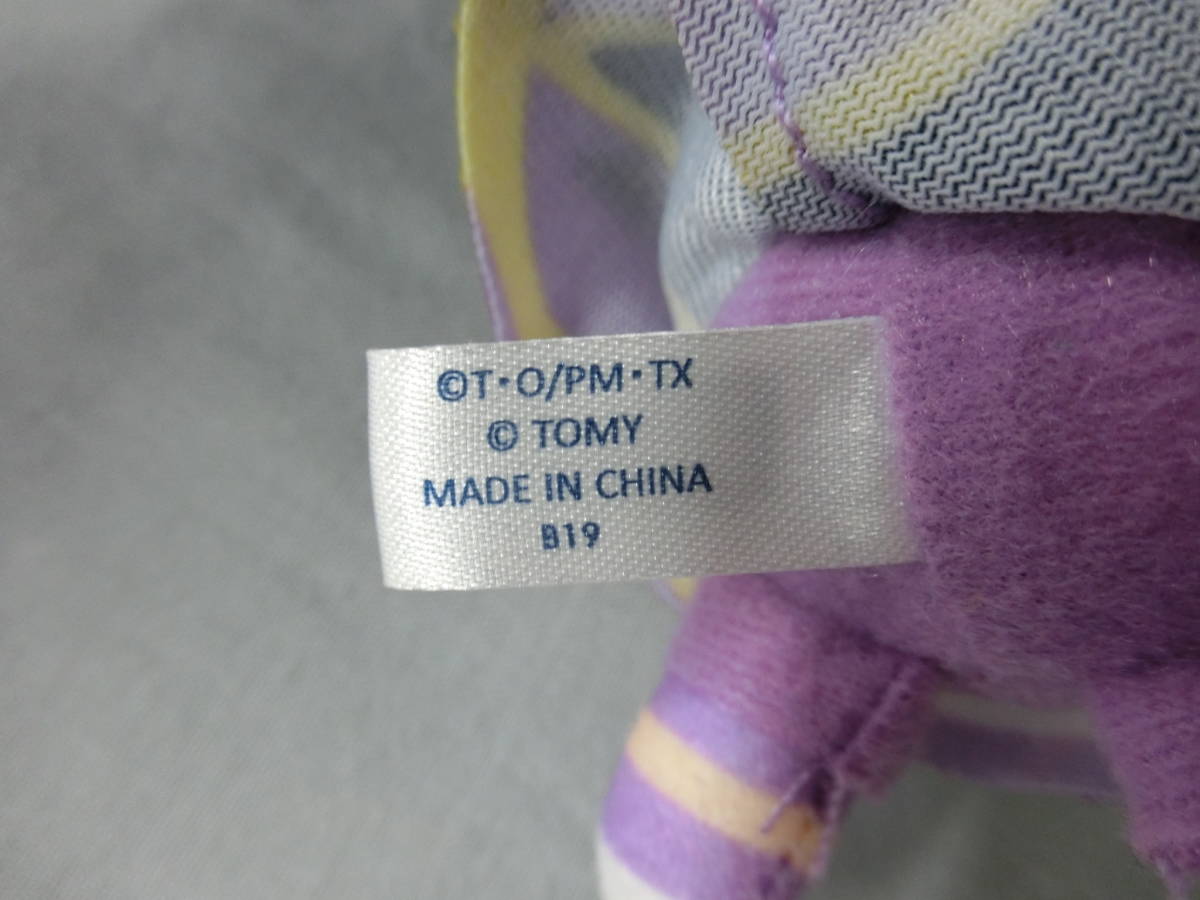 ©T・O/PM・TX
© TOMY
MADE IN CHINA
B19